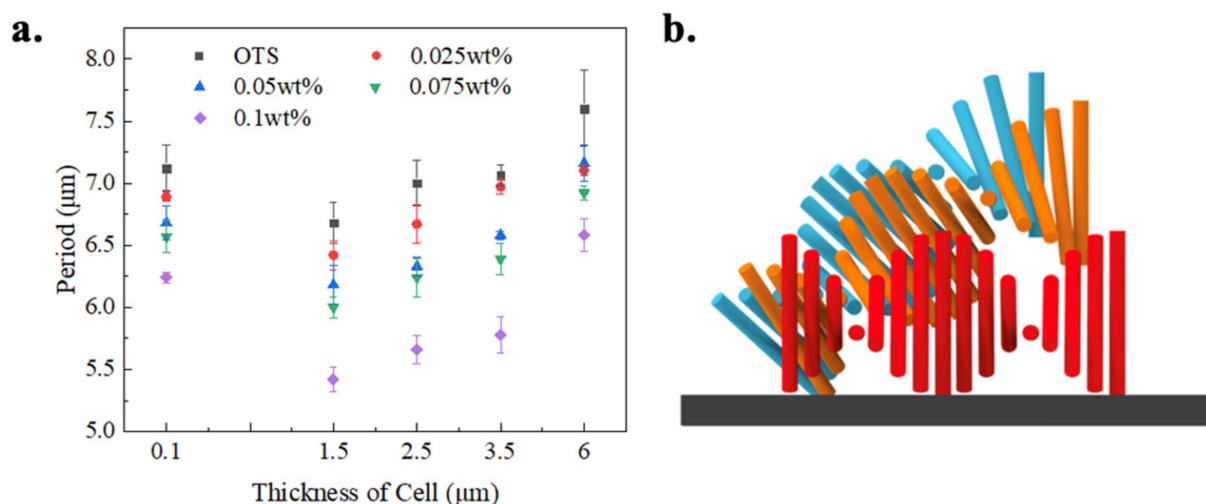 a.
b.
OTS
0.025wt%
0.05wt%
0.075wt%
0.1wt%
8.0
7.5
7.0
6.5
6.0
5.5
5.0
Period (μm)
0.1
1.5
2.5
3.5
6
Thickness of Cell (μm)